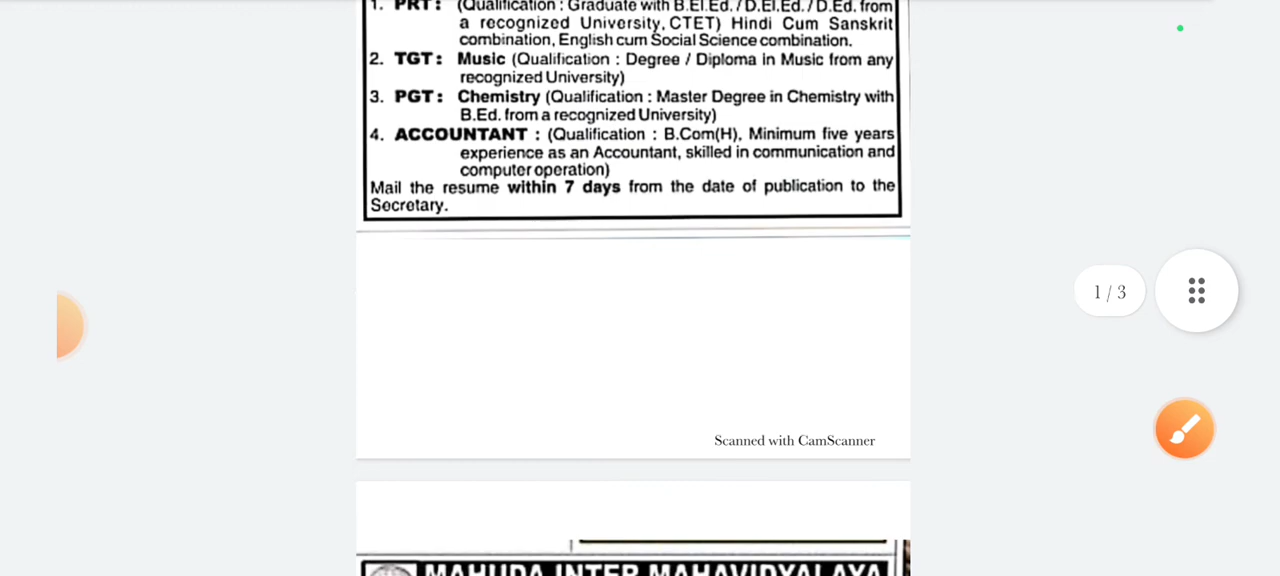 1. PRT: (Qualification : Graduate with B.El.Ed. / D.El.Ed. / D.Ed. from
a recognized University, CTET) Hindi Cum Sanskrit
combination, English cum Social Science combination.
2. TGT: Music (Qualification : Degree / Diploma in Music from any
recognized University)
3. PGT: Chemistry (Qualification : Master Degree in Chemistry with
B.Ed. from a recognized University)
4. ACCOUNTANT : (Qualification : B.Com(H), Minimum five years
experience as an Accountant, skilled in communication and
computer operation)
Mail the resume within 7 days from the date of publication to the
Secretary.
1 / 3
Scanned with CamScanner
MAHUDA INTER MAHAVIDYALAYA